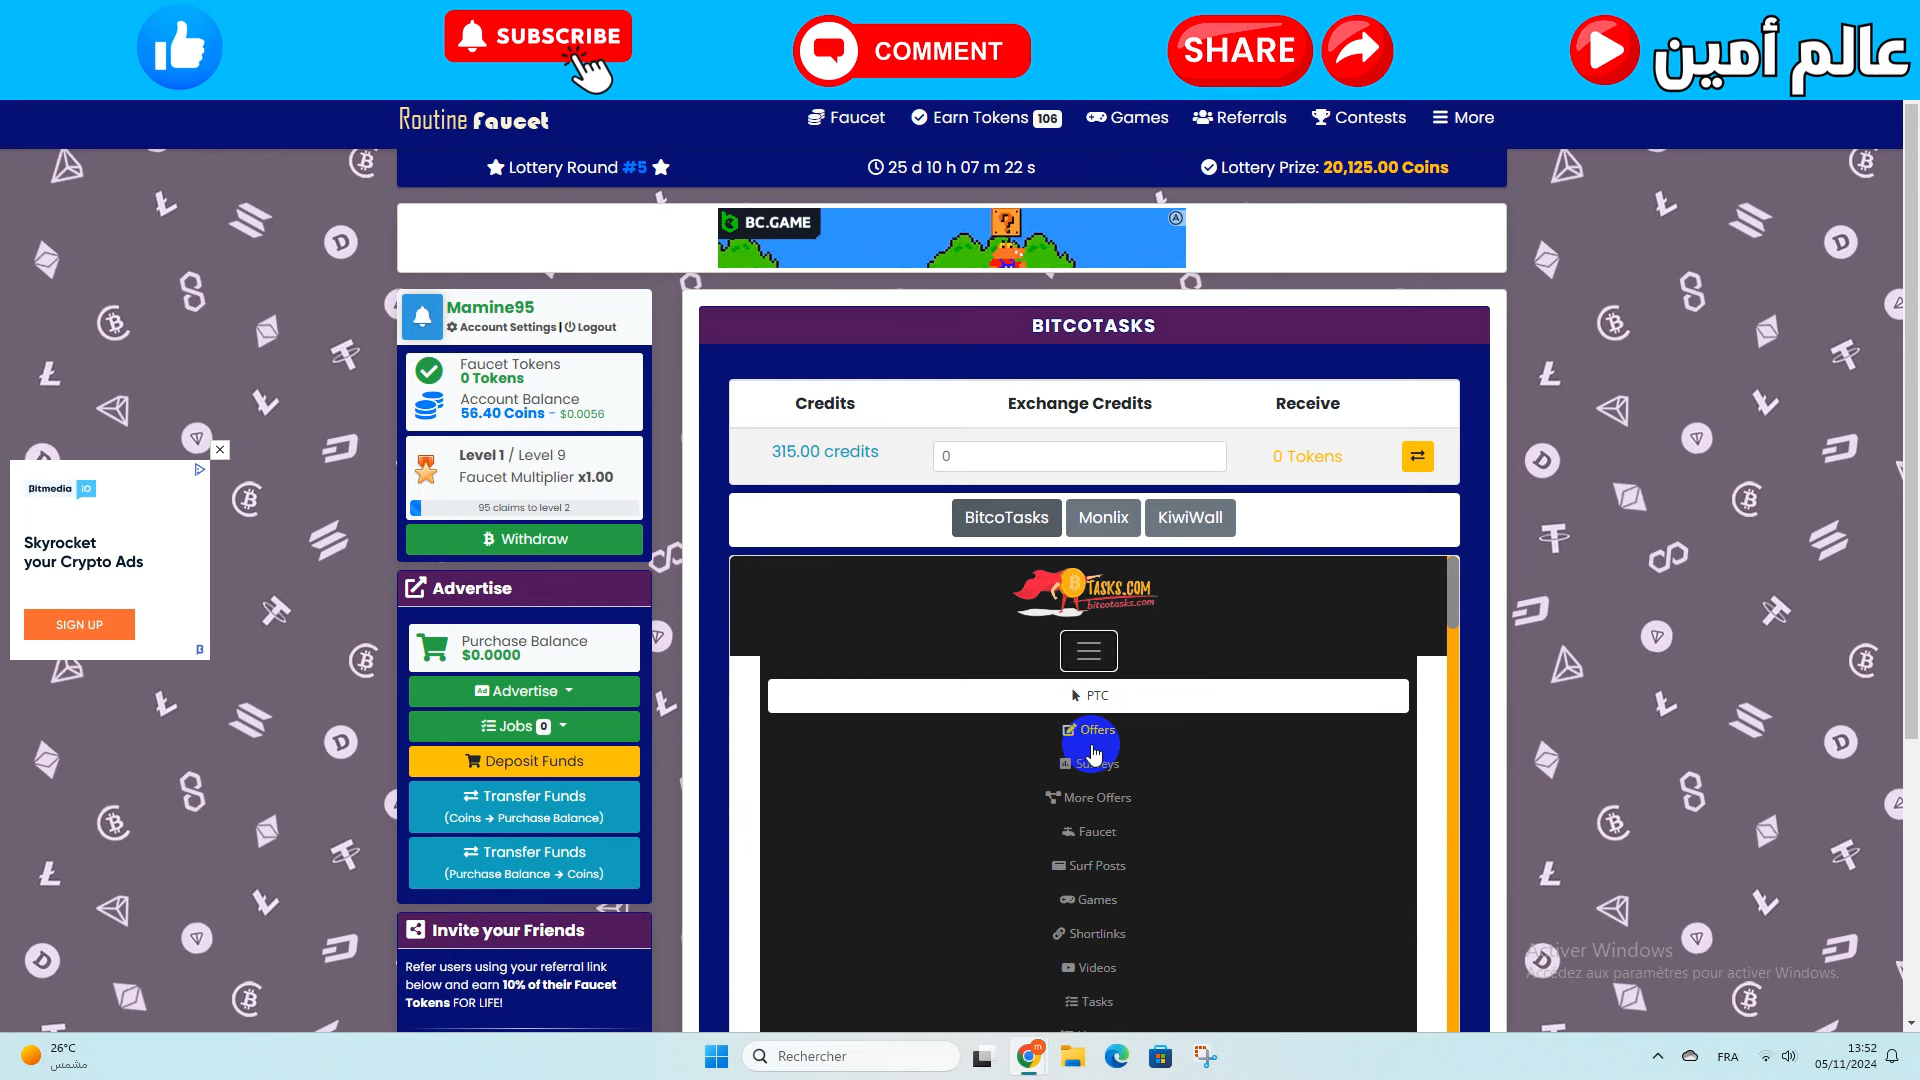 SUBSCRIBE
COMMENT
SHARE
عالم أمين
Routine Faucet
Faucet
Earn Tokens 106
Games
Referrals
Contests
More
Lottery Round #5
25 d 10 h 07 m 22 s
Lottery Prize: 20,125.00 Coins
BC.GAME
Mamine95
Account Settings | Logout
Faucet Tokens
0 Tokens
Account Balance
56.40 Coins - $0.0056
Level 1 / Level 9
Faucet Multiplier x1.00
95 claims to level 2
Withdraw
Advertise
Purchase Balance
$0.0000
Advertise
Jobs 0
Deposit Funds
Transfer Funds
(Coins → Purchase Balance)
Transfer Funds
(Purchase Balance → Coins)
Invite your Friends
Refer users using your referral link
below and earn 10% of their Faucet
Tokens FOR LIFE!
Bitmedia IO
Skyrocket
your Crypto Ads
SIGN UP
BITCOTASKS
Credits
Exchange Credits
Receive
315.00 credits
0
0 Tokens
BitcoTasks
Monlix
KiwiWall
TASKS.COM
bitcotasks.com
PTC
Offers
Surveys
More Offers
Faucet
Surf Posts
Games
Shortlinks
Videos
Tasks
Activer Windows
Accédez aux paramètres pour activer Windows.
26°C
مشمس
Rechercher
FRA
13:52
05/11/2024